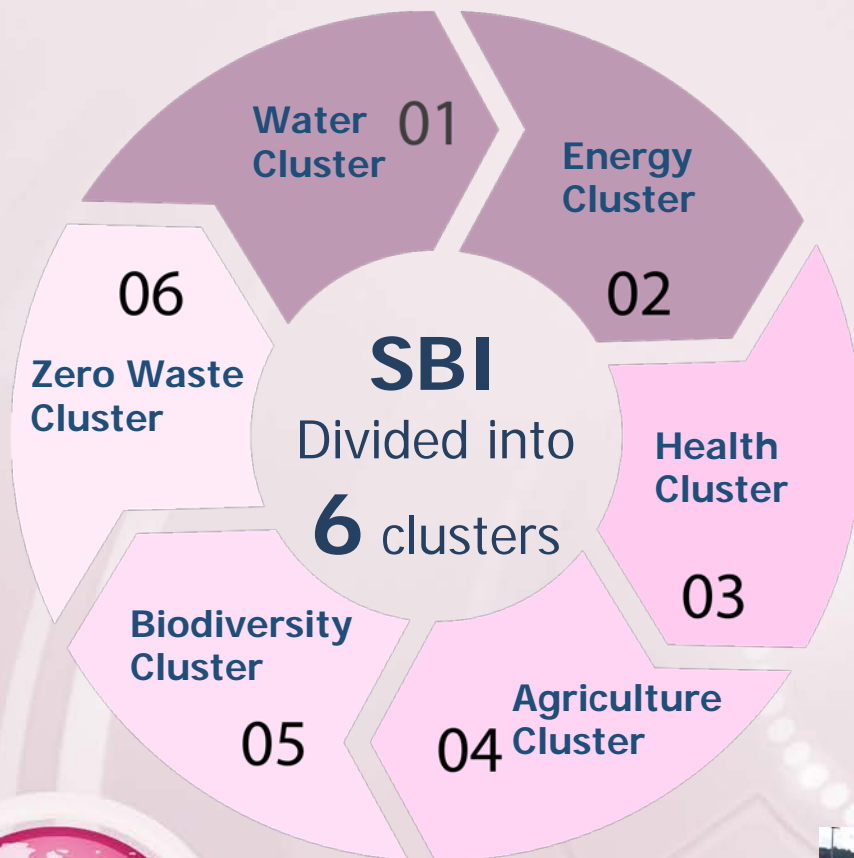 SBI
Divided into
6 clusters
Water
Cluster
01
Energy
Cluster
02
Health
Cluster
03
Agriculture
Cluster
04
Biodiversity
Cluster
05
06
Zero Waste
Cluster